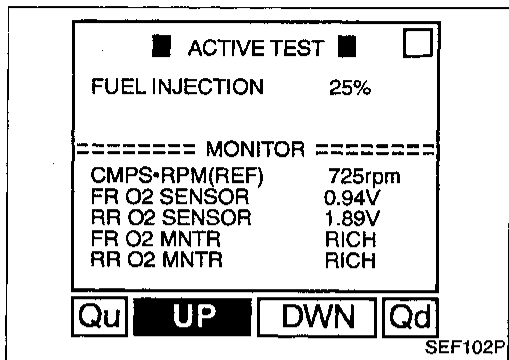 ■ ACTIVE TEST ■
FUEL INJECTION 25%
======== MONITOR ========
CMPS•RPM(REF) 725rpm
FR O2 SENSOR 0.94V
RR O2 SENSOR 1.89V
FR O2 MNTR RICH
RR O2 MNTR RICH
Qu UP DWN Qd
SEF102P